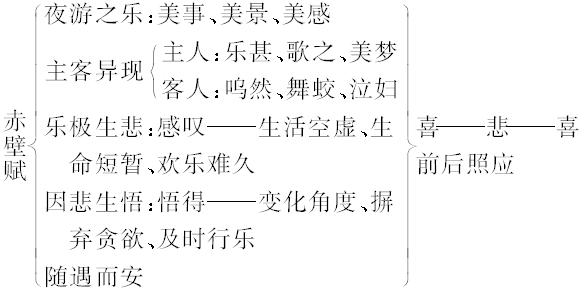 赤壁赋
夜游之乐:美事、美景、美感
主客异现
主人:乐甚、歌之、美梦
客人:呜然、舞蛟、泣妇
乐极生悲:感叹——生活空虚、生
命短暂、欢乐难久
因悲生悟:悟得——变化角度、摒
弃贪欲、及时行乐
随遇而安
喜——悲——喜
前后照应